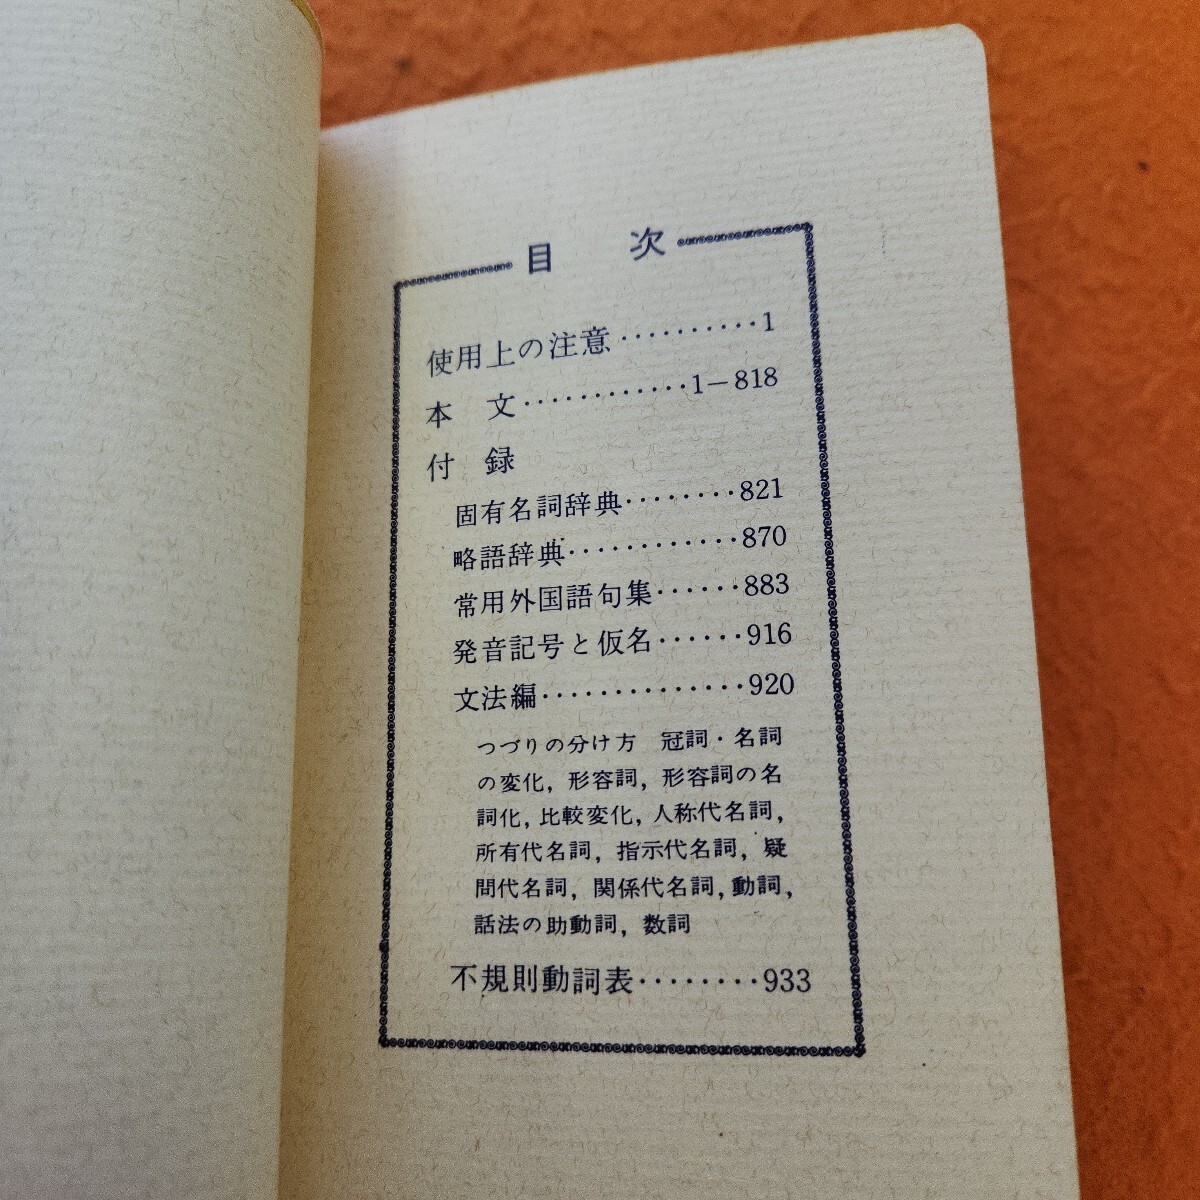 目　次
使用上の注意··········1
本　文············1－818
付　録
固有名詞辞典········821
略語辞典············870
常用外国語句集······883
発音記号と仮名······916
文法編··············920
つづりの分け方　冠詞・名詞
の変化, 形容詞, 形容詞の名
詞化, 比較変化, 人称代名詞,
所有代名詞, 指示代名詞, 疑
問代名詞, 関係代名詞, 動詞,
話法の助動詞, 数詞
不規則動詞表········933